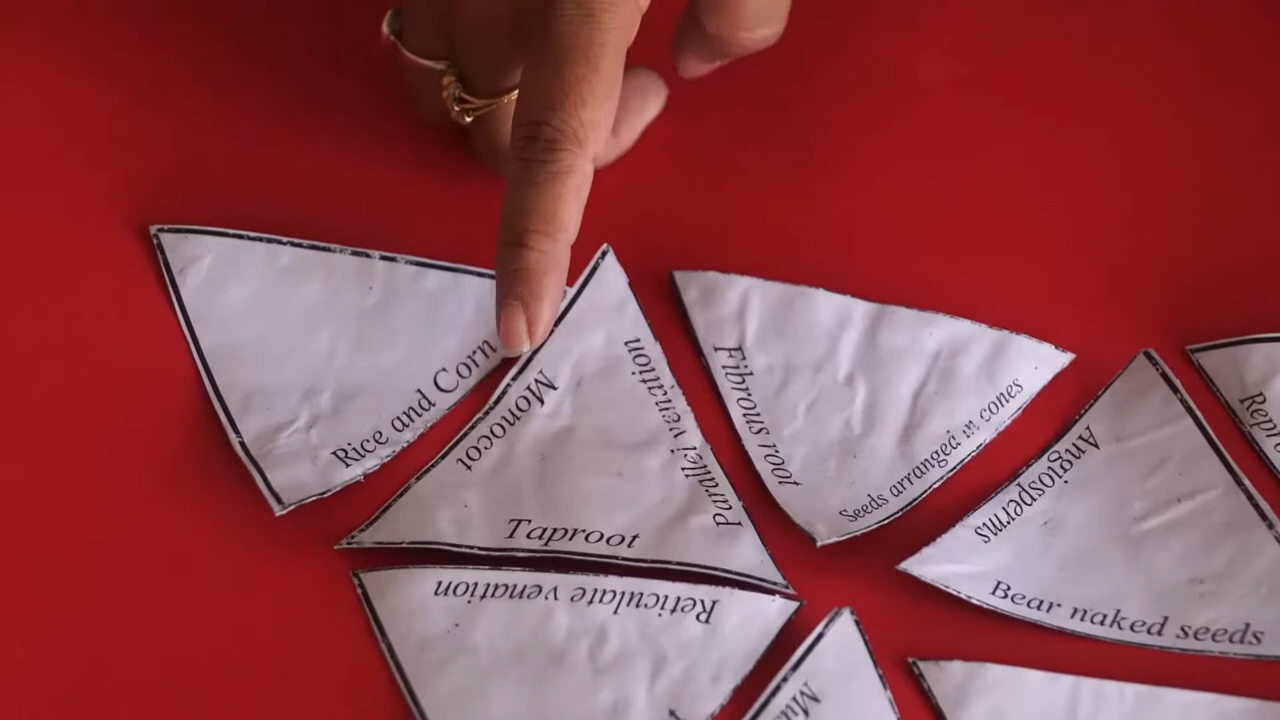 Rice and Corn
Monocot
Parallel venation
Taproot
Fibrous root
Seeds arranged in cones
Angiosperms
Bear naked seeds
Reticulate venation